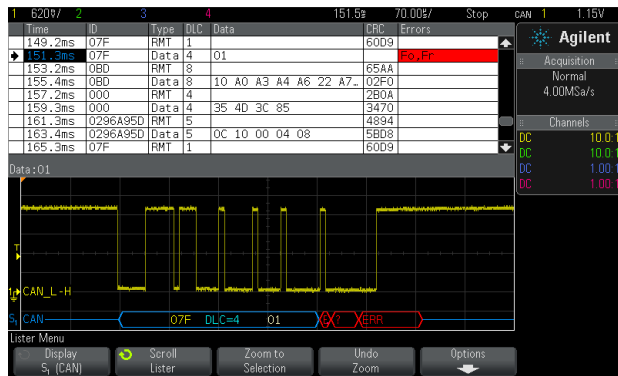 1 620♉/ 2 3 4 151.5⌖ 70.00⌖/ Stop CAN 1 1.15V
Time ID Type DLC Data CRC Errors
149.2ms 07F RMT 1 60D9
151.3ms 07F Data 4 01 Fo,Fr
153.2ms 0BD RMT 8 65AA
155.4ms 0BD Data 8 10 A0 A3 A4 A6 22 A7… 02F0
157.2ms 000 RMT 4 2B0A
159.3ms 000 Data 4 35 4D 3C 85 3470
161.3ms 0296A95D RMT 5 4894
163.4ms 0296A95D Data 5 0C 10 00 04 08 5BD8
165.3ms 07F RMT 1 60D9
Data:01
Agilent
Acquisition
Normal
4.00MSa/s
Channels
DC 10.0:1
DC 10.0:1
DC 1.00:1
DC 1.00:1
T
1 CAN_L-H
S₁ CAN 07F DLC=4 01 ? ERR
Lister Menu
Display
S₁ (CAN)
Scroll
Lister
Zoom to
Selection
Undo
Zoom
Options